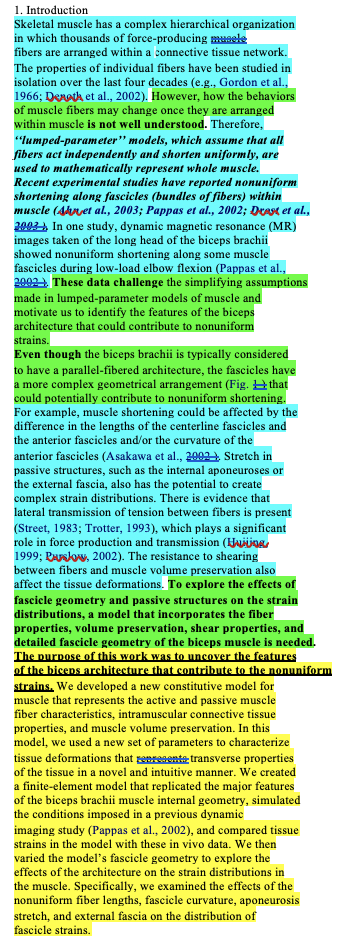 1. Introduction
Skeletal muscle has a complex hierarchical organization
in which thousands of force-producing muscle
fibers are arranged within a connective tissue network.
The properties of individual fibers have been studied in
isolation over the last four decades (e.g., Gordon et al.,
1966; Denoth et al., 2002). However, how the behaviors
of muscle fibers may change once they are arranged
within muscle is not well understood. Therefore,
‘‘lumped-parameter’’ models, which assume that all
fibers act independently and shorten uniformly, are
used to mathematically represent whole muscle.
Recent experimental studies have reported nonuniform
shortening along fascicles (bundles of fibers) within
muscle (Ahn et al., 2003; Pappas et al., 2002; Drost et al.,
2003 ). In one study, dynamic magnetic resonance (MR)
images taken of the long head of the biceps brachii
showed nonuniform shortening along some muscle
fascicles during low-load elbow flexion (Pappas et al.,
2002 ). These data challenge the simplifying assumptions
made in lumped-parameter models of muscle and
motivate us to identify the features of the biceps
architecture that could contribute to nonuniform
strains.
Even though the biceps brachii is typically considered
to have a parallel-fibered architecture, the fascicles have
a more complex geometrical arrangement (Fig. 1 ) that
could potentially contribute to nonuniform shortening.
For example, muscle shortening could be affected by the
difference in the lengths of the centerline fascicles and
the anterior fascicles and/or the curvature of the
anterior fascicles (Asakawa et al., 2002 ). Stretch in
passive structures, such as the internal aponeuroses or
the external fascia, also has the potential to create
complex strain distributions. There is evidence that
lateral transmission of tension between fibers is present
(Street, 1983; Trotter, 1993), which plays a significant
role in force production and transmission (Huijing,
1999; Purslow, 2002). The resistance to shearing
between fibers and muscle volume preservation also
affect the tissue deformations. To explore the effects of
fascicle geometry and passive structures on the strain
distributions, a model that incorporates the fiber
properties, volume preservation, shear properties, and
detailed fascicle geometry of the biceps muscle is needed.
The purpose of this work was to uncover the features
of the biceps architecture that contribute to the nonuniform
strains. We developed a new constitutive model for
muscle that represents the active and passive muscle
fiber characteristics, intramuscular connective tissue
properties, and muscle volume preservation. In this
model, we used a new set of parameters to characterize
tissue deformations that represents transverse properties
of the tissue in a novel and intuitive manner. We created
a finite-element model that replicated the major features
of the biceps brachii muscle internal geometry, simulated
the conditions imposed in a previous dynamic
imaging study (Pappas et al., 2002), and compared tissue
strains in the model with these in vivo data. We then
varied the model’s fascicle geometry to explore the
effects of the architecture on the strain distributions in
the muscle. Specifically, we examined the effects of the
nonuniform fiber lengths, fascicle curvature, aponeurosis
stretch, and external fascia on the distribution of
fascicle strains.